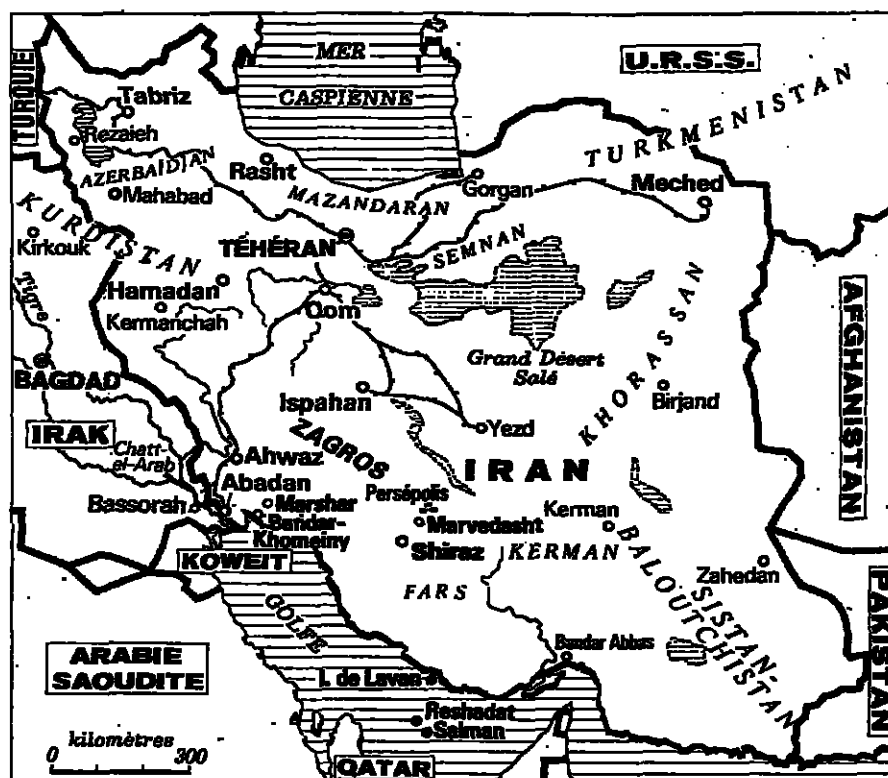 MER
CASPIENNE
U.R.S.S.
TURQUIE
Tabriz
Rezaieh
AZERBAIDJAN
Mahabad
Rasht
MAZANDARAN
Gorgan
TURKMENISTAN
Meched
KURDISTAN
Kirkouk
TÉHÉRAN
SEMNAN
Hamadan
Kermanchah
Qom
Tigre
BAGDAD
Grand Désert
Salé
KHORASSAN
AFGHANISTAN
Ispahan
Birjand
Yezd
IRAK
Chatt-
el-Arab
ZAGROS
IRAN
Ahwaz
Abadan
Bassorah
Marshar
Bandar-
Khomeiny
Persépolis
Marvedasht
Shiraz
Kerman
KERMAN
KOWEIT
FARS
Zahedan
SISTAN-
BALOUTCHISTAN
PAKISTAN
GOLFE
Bandar Abbas
ARABIE
SAOUDITE
I. de Lavan
Reshadat
Salman
kilomètres
0 300
QATAR